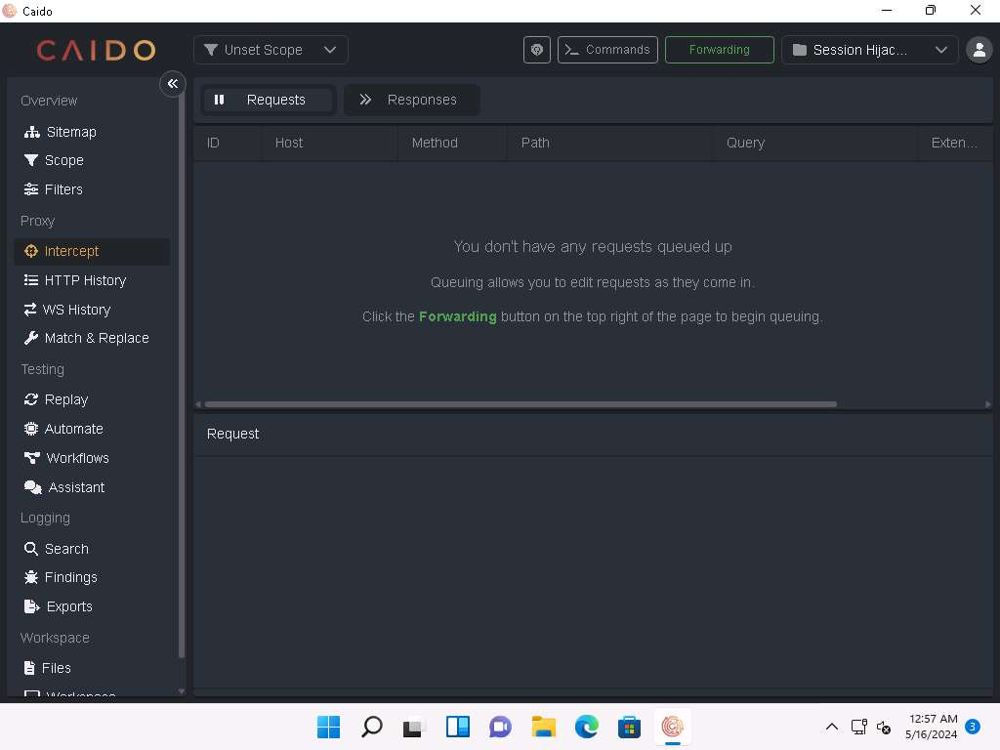 Caido
CAIDO
Unset Scope
Commands
Forwarding
Session Hijac...
Overview
Sitemap
Scope
Filters
Proxy
Intercept
HTTP History
WS History
Match & Replace
Testing
Replay
Automate
Workflows
Assistant
Logging
Search
Findings
Exports
Workspace
Files
Workspace
Requests
Responses
ID
Host
Method
Path
Query
Exten...
You don't have any requests queued up
Queuing allows you to edit requests as they come in.
Click the Forwarding button on the top right of the page to begin queuing.
Request
12:57 AM
5/16/2024
3